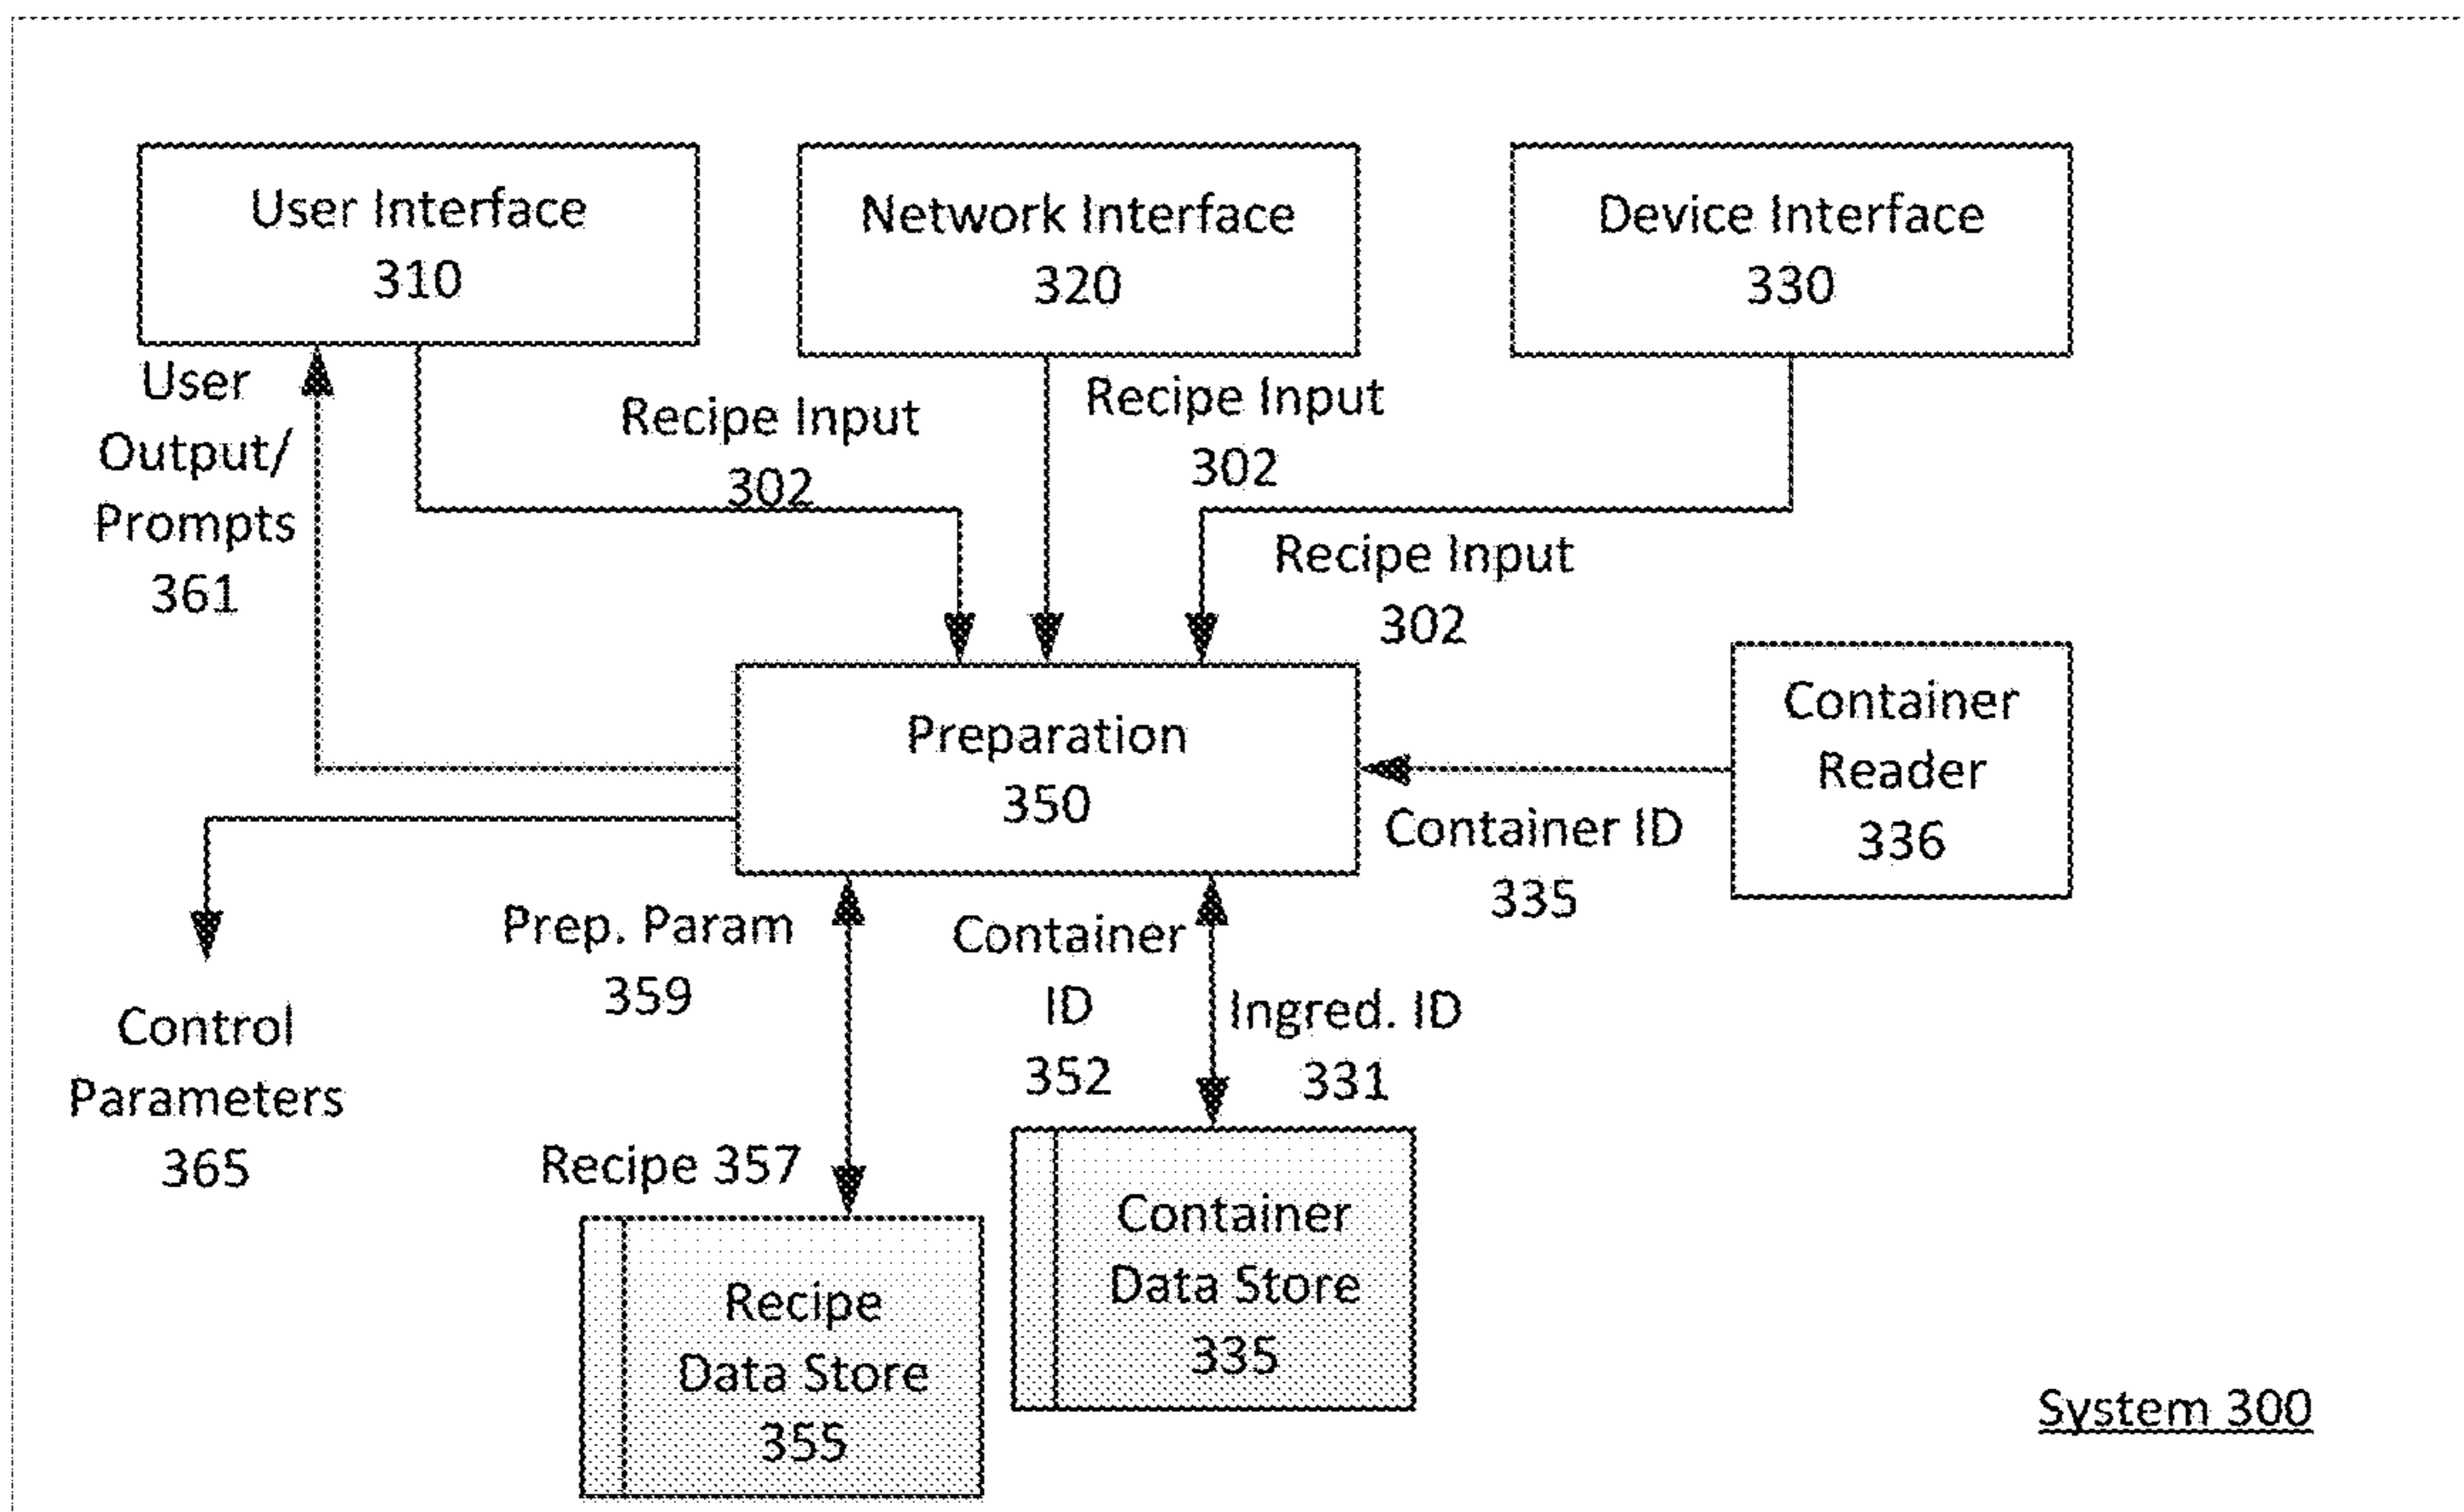 User Interface
310
Network Interface
320
Device Interface
330
User
Output/
Prompts
361
Recipe Input
302
Recipe Input
302
Recipe Input
302
Preparation
350
Container
Reader
336
Container ID
335
Prep. Param
359
Container
ID
352
Ingred. ID
331
Control
Parameters
365
Recipe 357
Recipe
Data Store
355
Container
Data Store
335
System 300